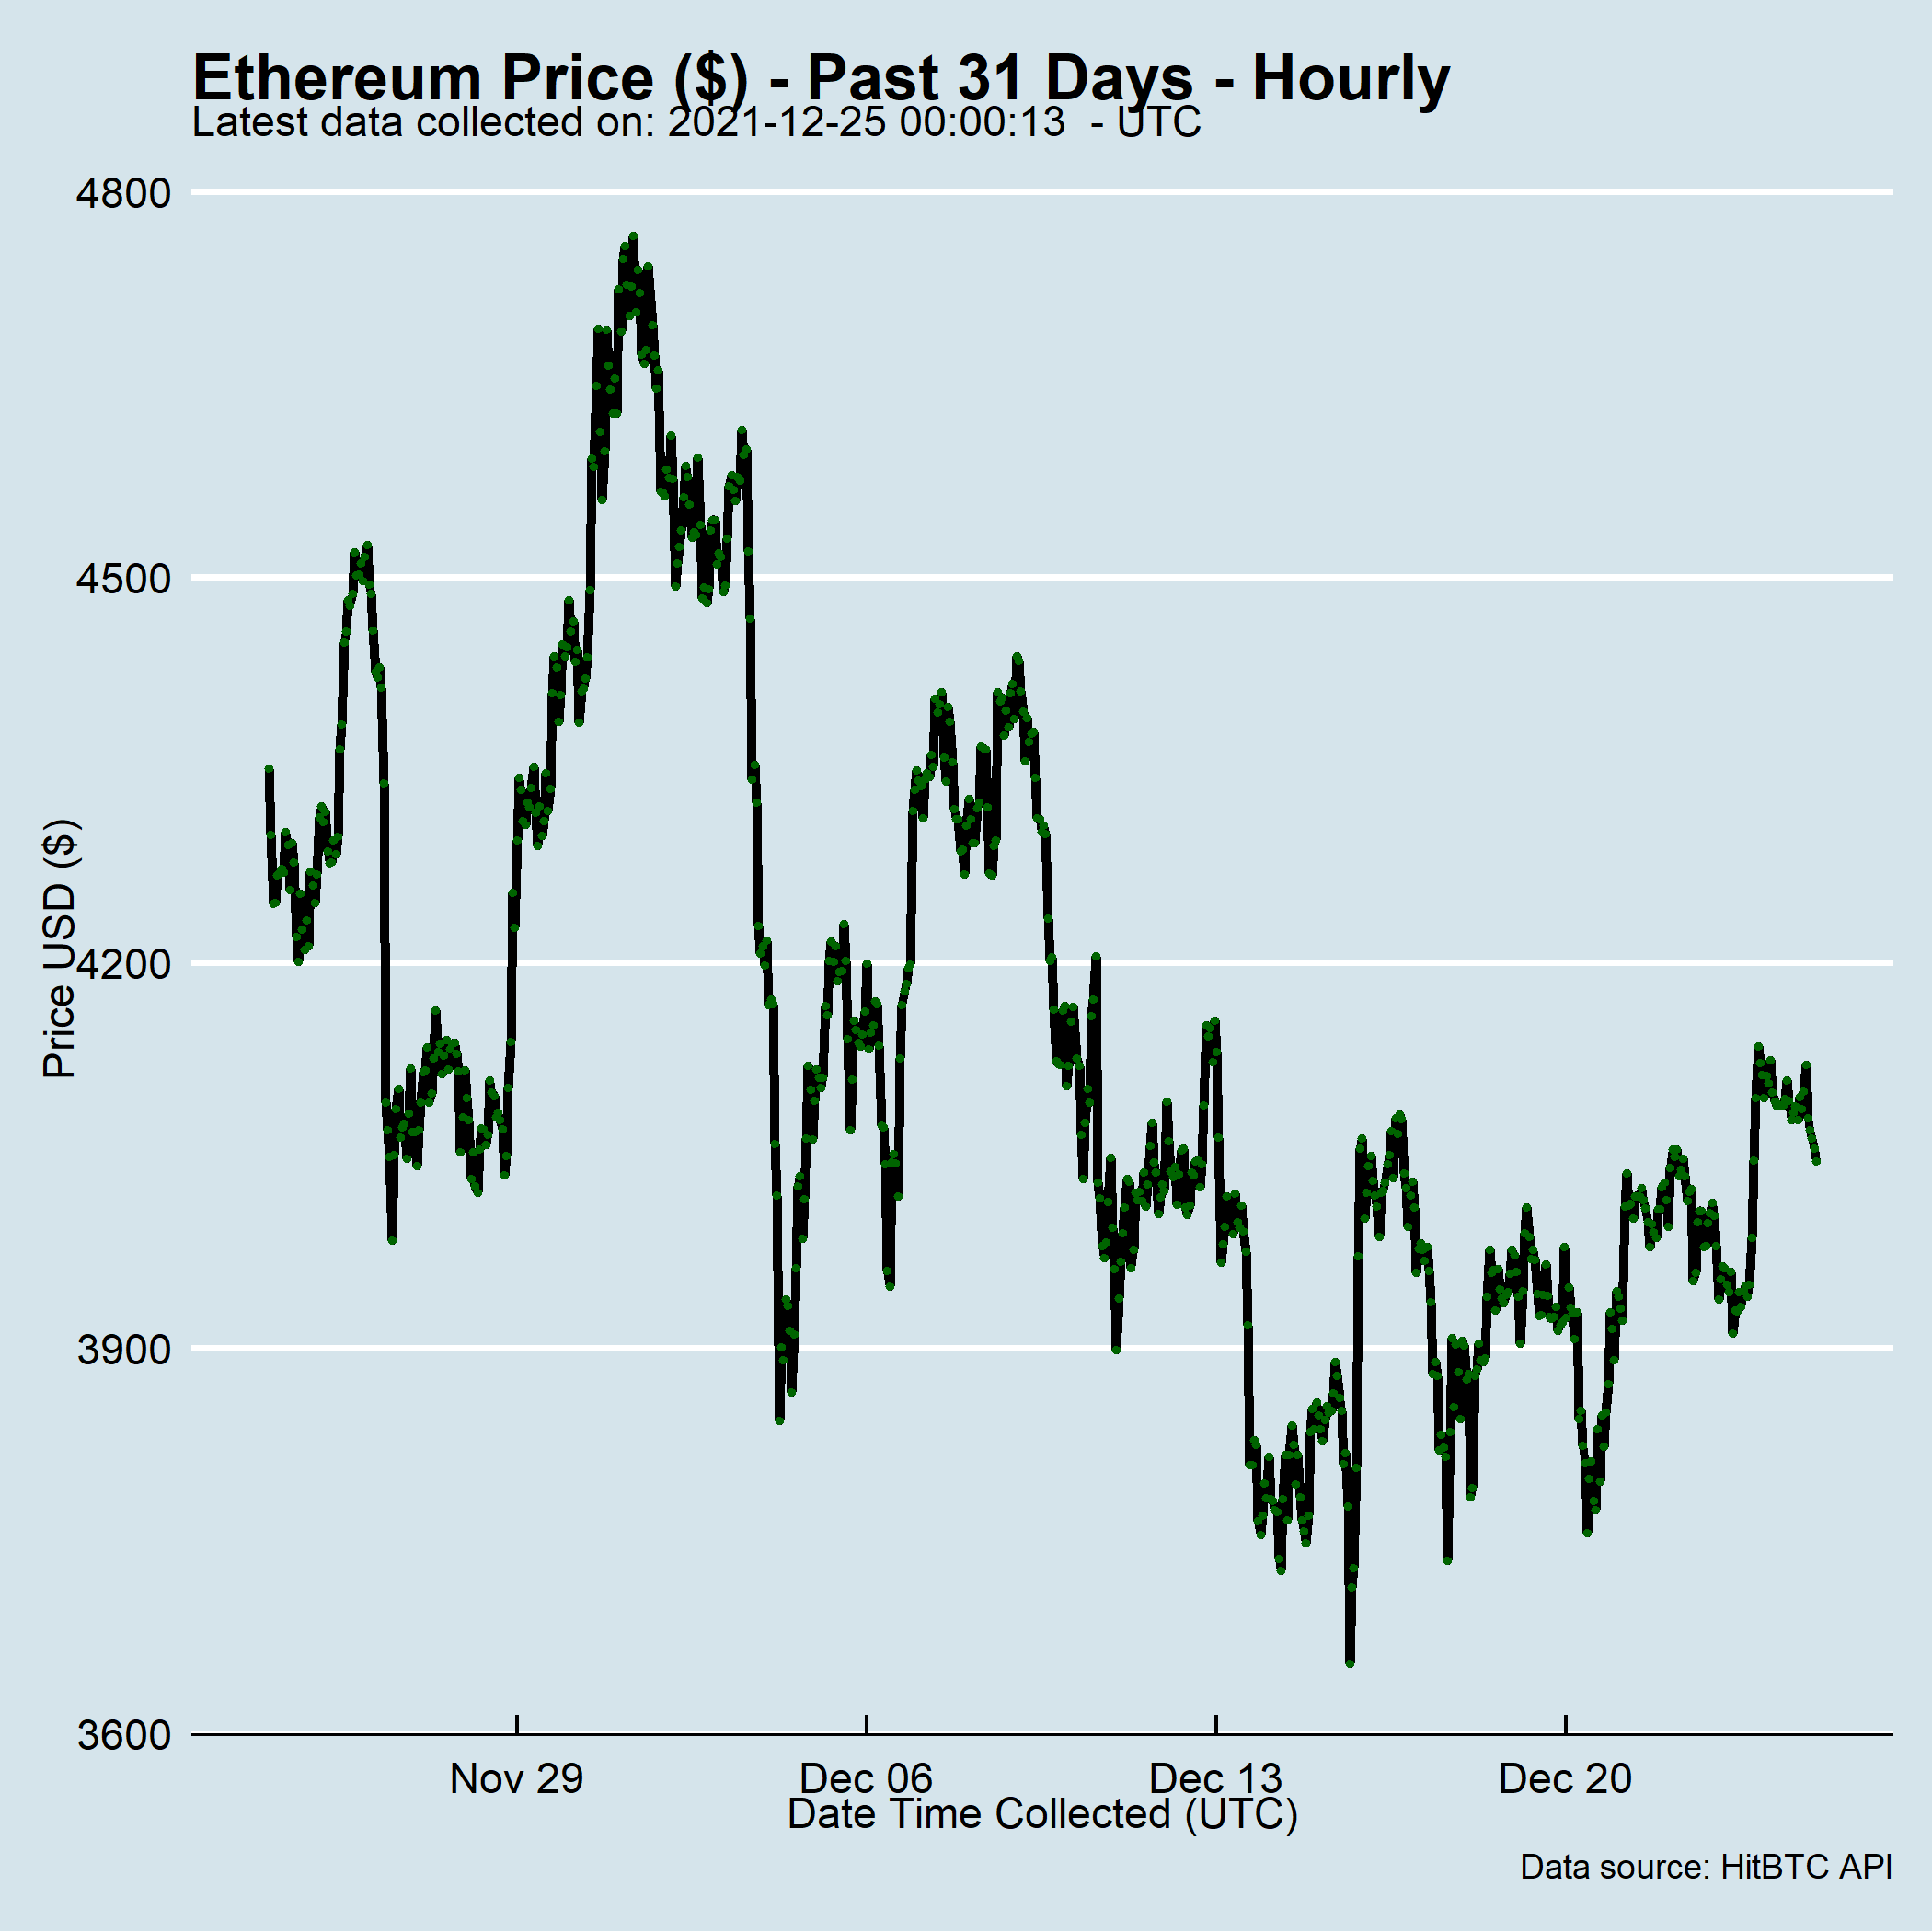 Ethereum Price ($) - Past 31 Days - Hourly
Latest data collected on: 2021-12-25 00:00:13  - UTC
4800
4500
4200
3900
3600
Price USD ($)
Nov 29
Dec 06
Dec 13
Dec 20
Date Time Collected (UTC)
Data source: HitBTC API